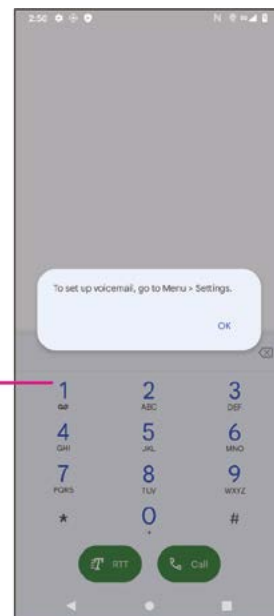 2:50
To set up voicemail, go to Menu > Settings.
OK
1 2 3
ABC DEF
4 5 6
GHI JKL MNO
7 8 9
PQRS TUV WXYZ
* 0 #
+
RTT Call